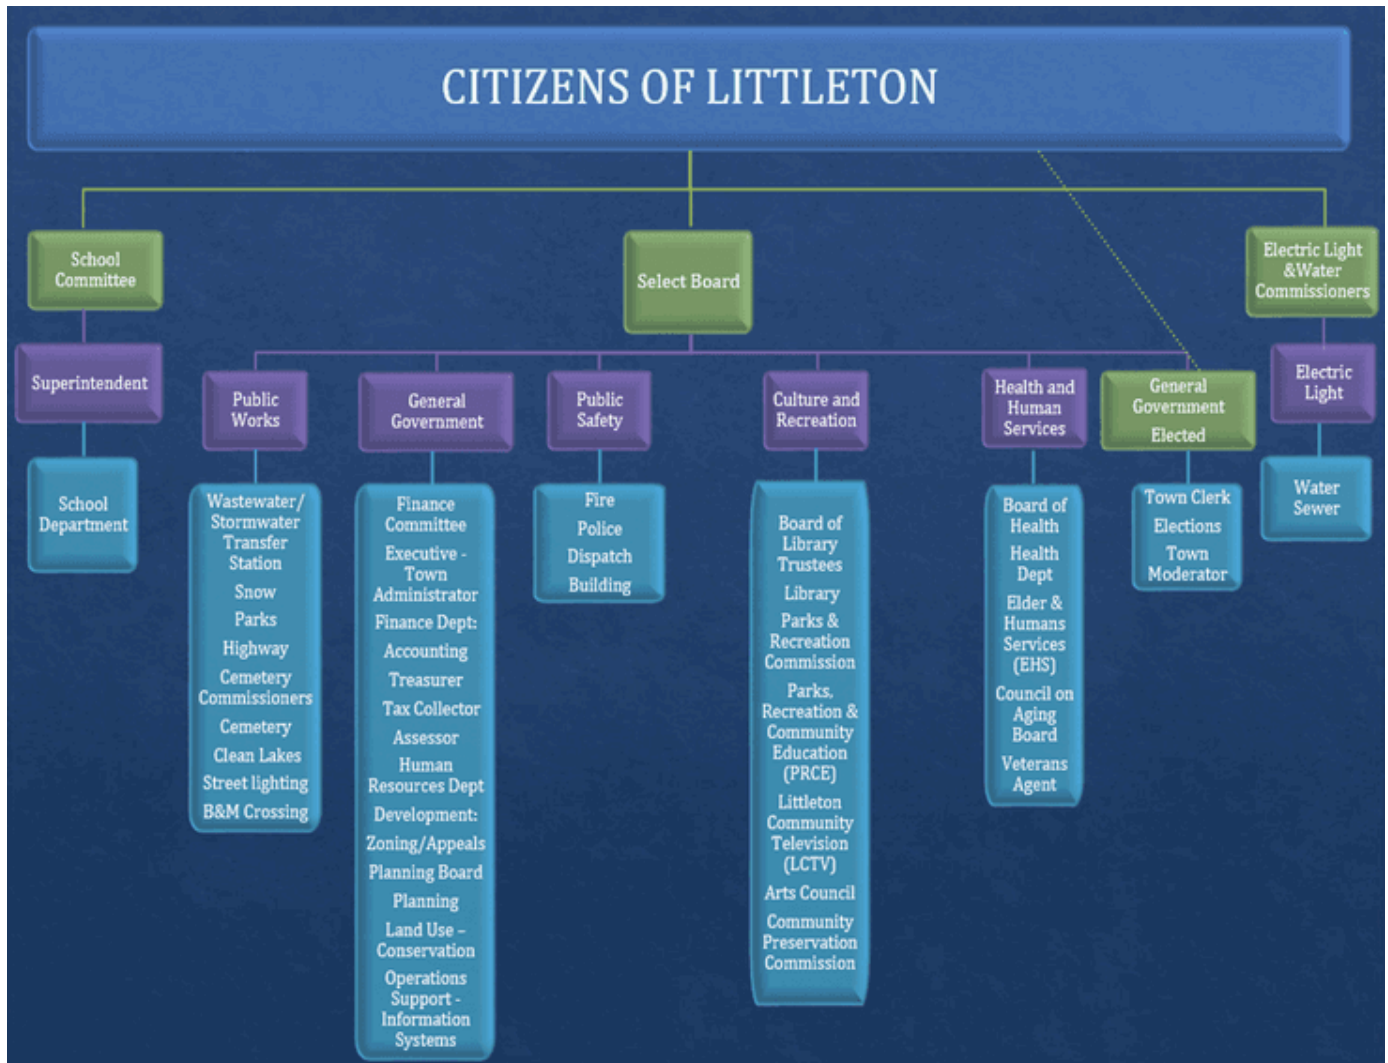 CITIZENS OF LITTLETON
School
Committee
Select Board
Electric Light
&Water
Commissioners
Superintendent
Public
Works
General
Government
Public
Safety
Culture and
Recreation
Health and
Human
Services
General
Government
Elected
Electric
Light
School
Department
Wastewater/
Stormwater
Transfer
Station
Snow
Parks
Highway
Cemetery
Commissioners
Cemetery
Clean Lakes
Street lighting
B&M Crossing
Finance
Committee
Executive -
Town
Administrator
Finance Dept:
Accounting
Treasurer
Tax Collector
Assessor
Human
Resources Dept
Development:
Zoning/Appeals
Planning Board
Planning
Land Use –
Conservation
Operations
Support -
Information
Systems
Fire
Police
Dispatch
Building
Board of
Library
Trustees
Library
Parks &
Recreation
Commission
Parks,
Recreation &
Community
Education
(PRCE)
Littleton
Community
Television
(LCTV)
Arts Council
Community
Preservation
Commission
Board of
Health
Health
Dept
Elder &
Humans
Services
(EHS)
Council on
Aging
Board
Veterans
Agent
Town Clerk
Elections
Town
Moderator
Water
Sewer